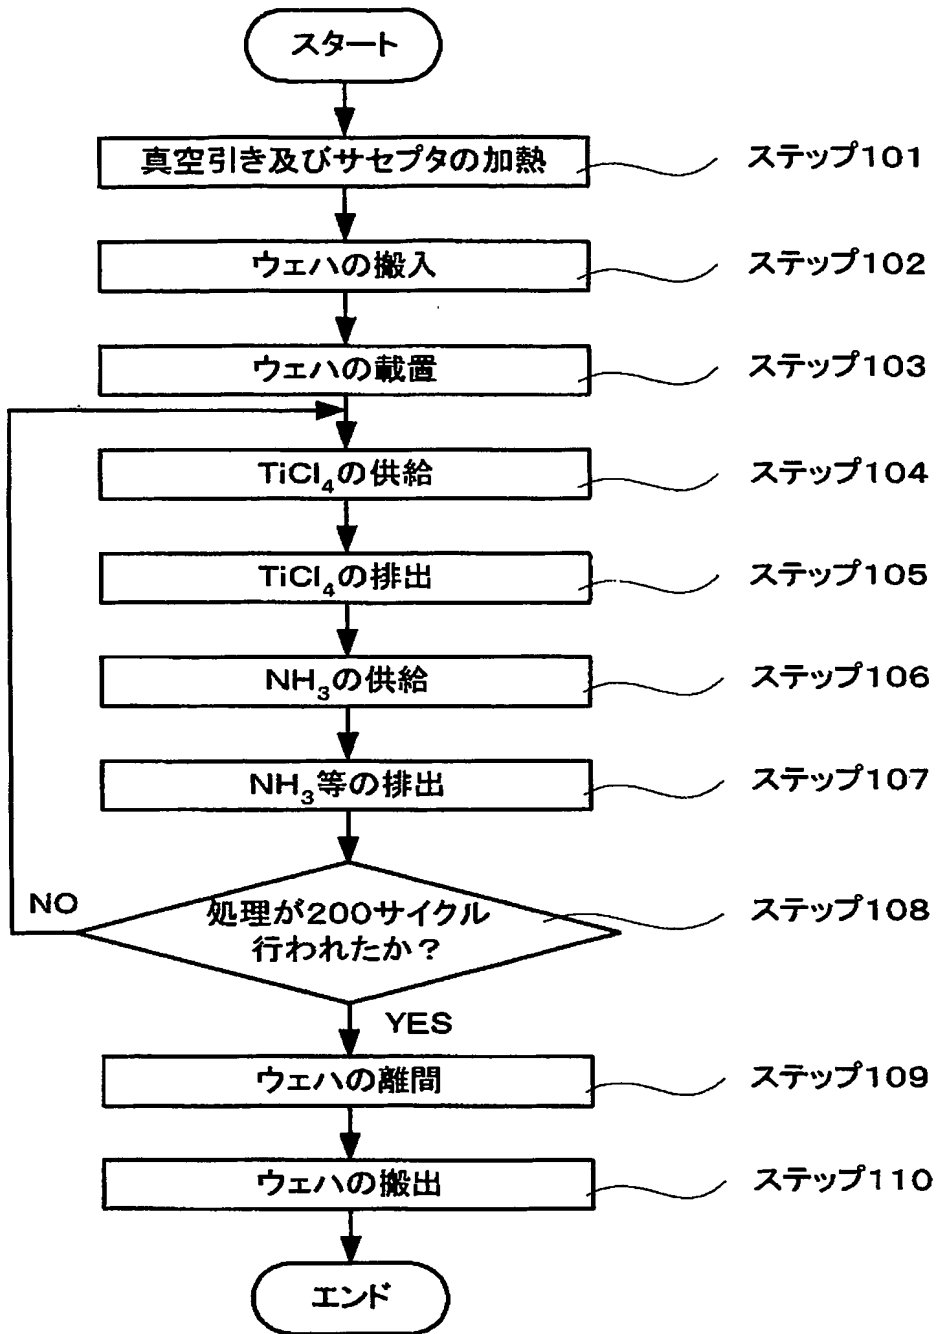 スタート
真空引き及びサセプタの加熱
ステップ101
ウェハの搬入
ステップ102
ウェハの載置
ステップ103
TiCl₄の供給
ステップ104
TiCl₄の排出
ステップ105
NH₃の供給
ステップ106
NH₃等の排出
ステップ107
NO
処理が200サイクル
行われたか？
ステップ108
YES
ウェハの離間
ステップ109
ウェハの搬出
ステップ110
エンド